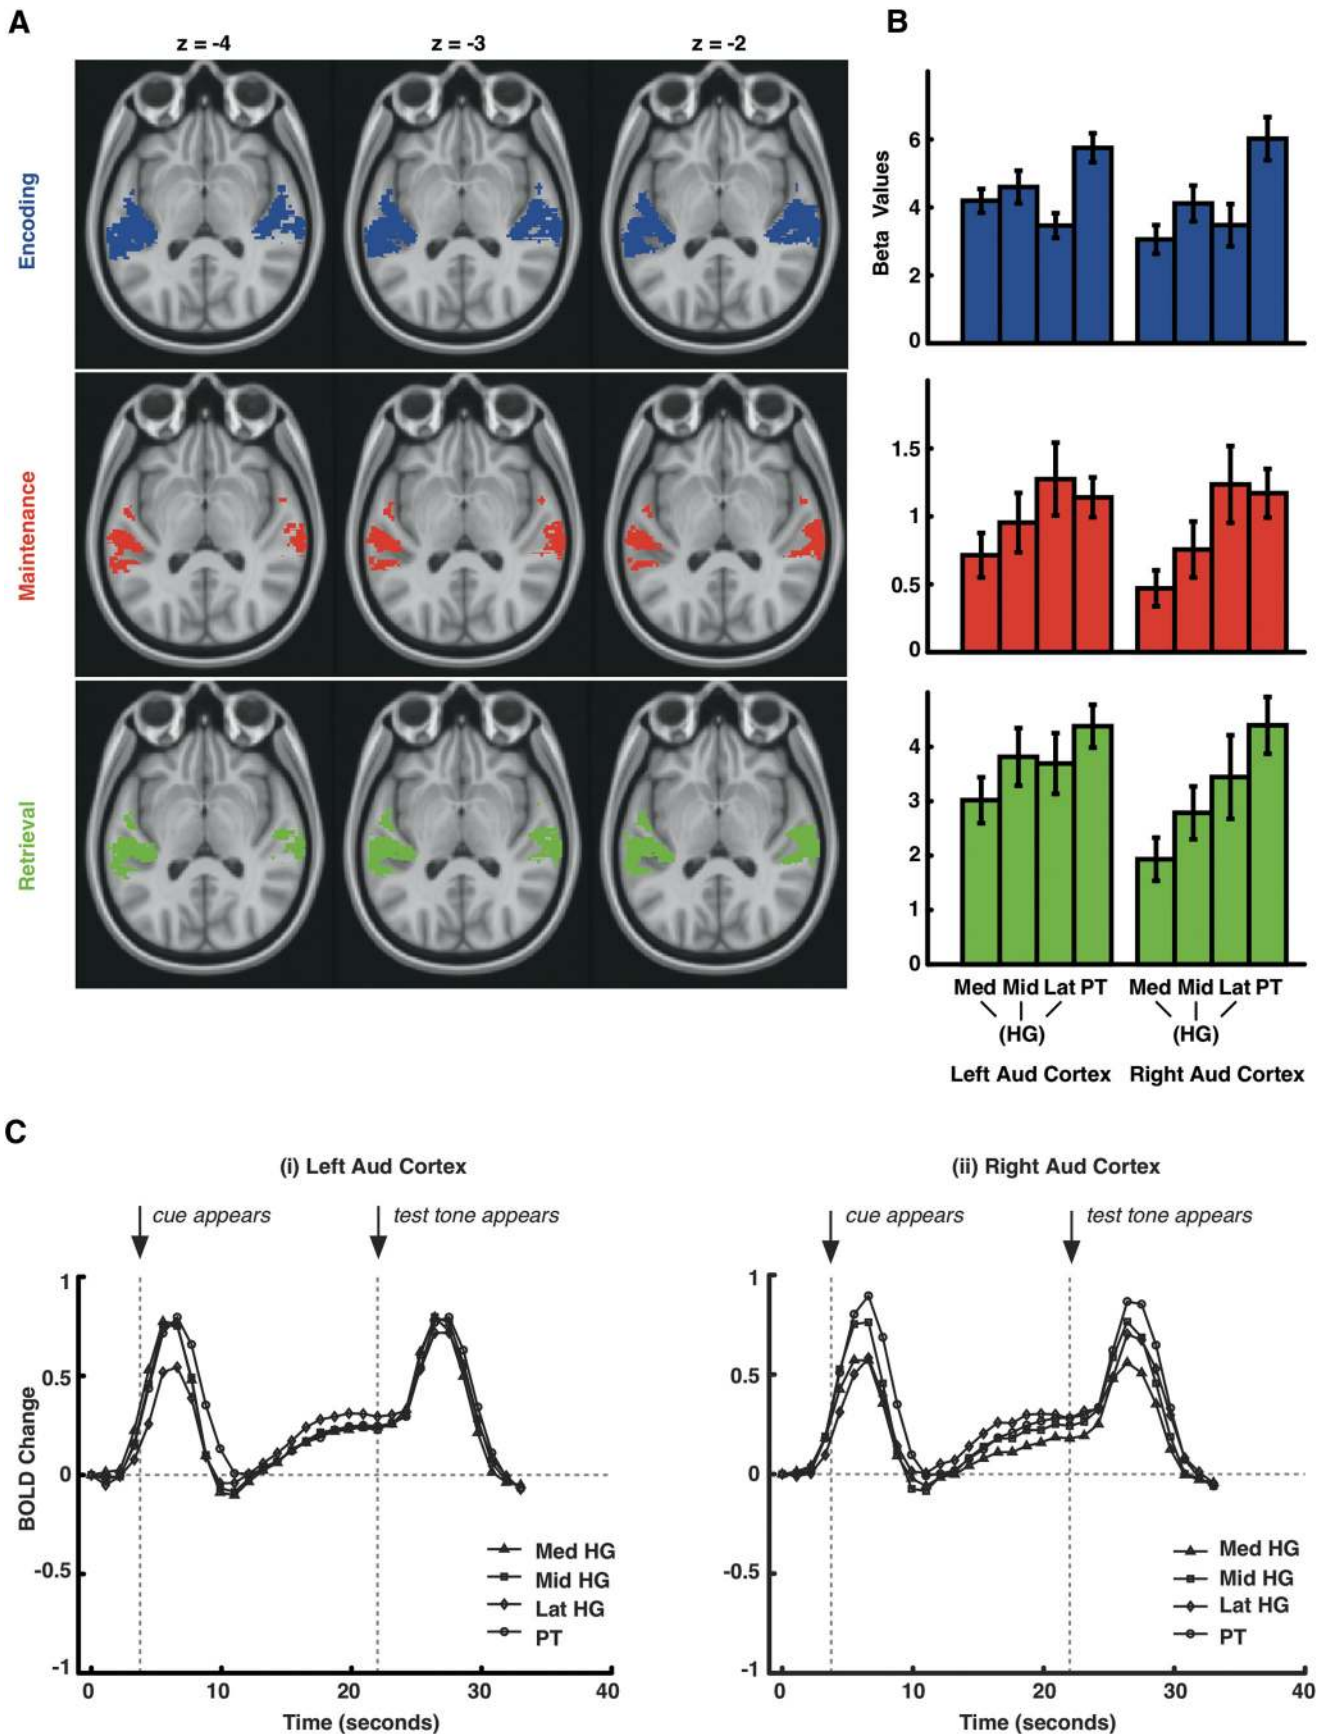 A
B
z = -4 z = -3 z = -2
Encoding
Maintenance
Retrieval
Beta Values
6
4
2
0
1.5
1
0.5
0
4
3
2
1
0
Med Mid Lat PT Med Mid Lat PT
(HG) (HG)
Left Aud Cortex Right Aud Cortex
C
(i) Left Aud Cortex
cue appears test tone appears
BOLD Change
1
0.5
0
-0.5
-1
Med HG
Mid HG
Lat HG
PT
0 10 20 30 40
Time (seconds)
(ii) Right Aud Cortex
cue appears test tone appears
1
0.5
0
-0.5
-1
Med HG
Mid HG
Lat HG
PT
0 10 20 30 40
Time (seconds)